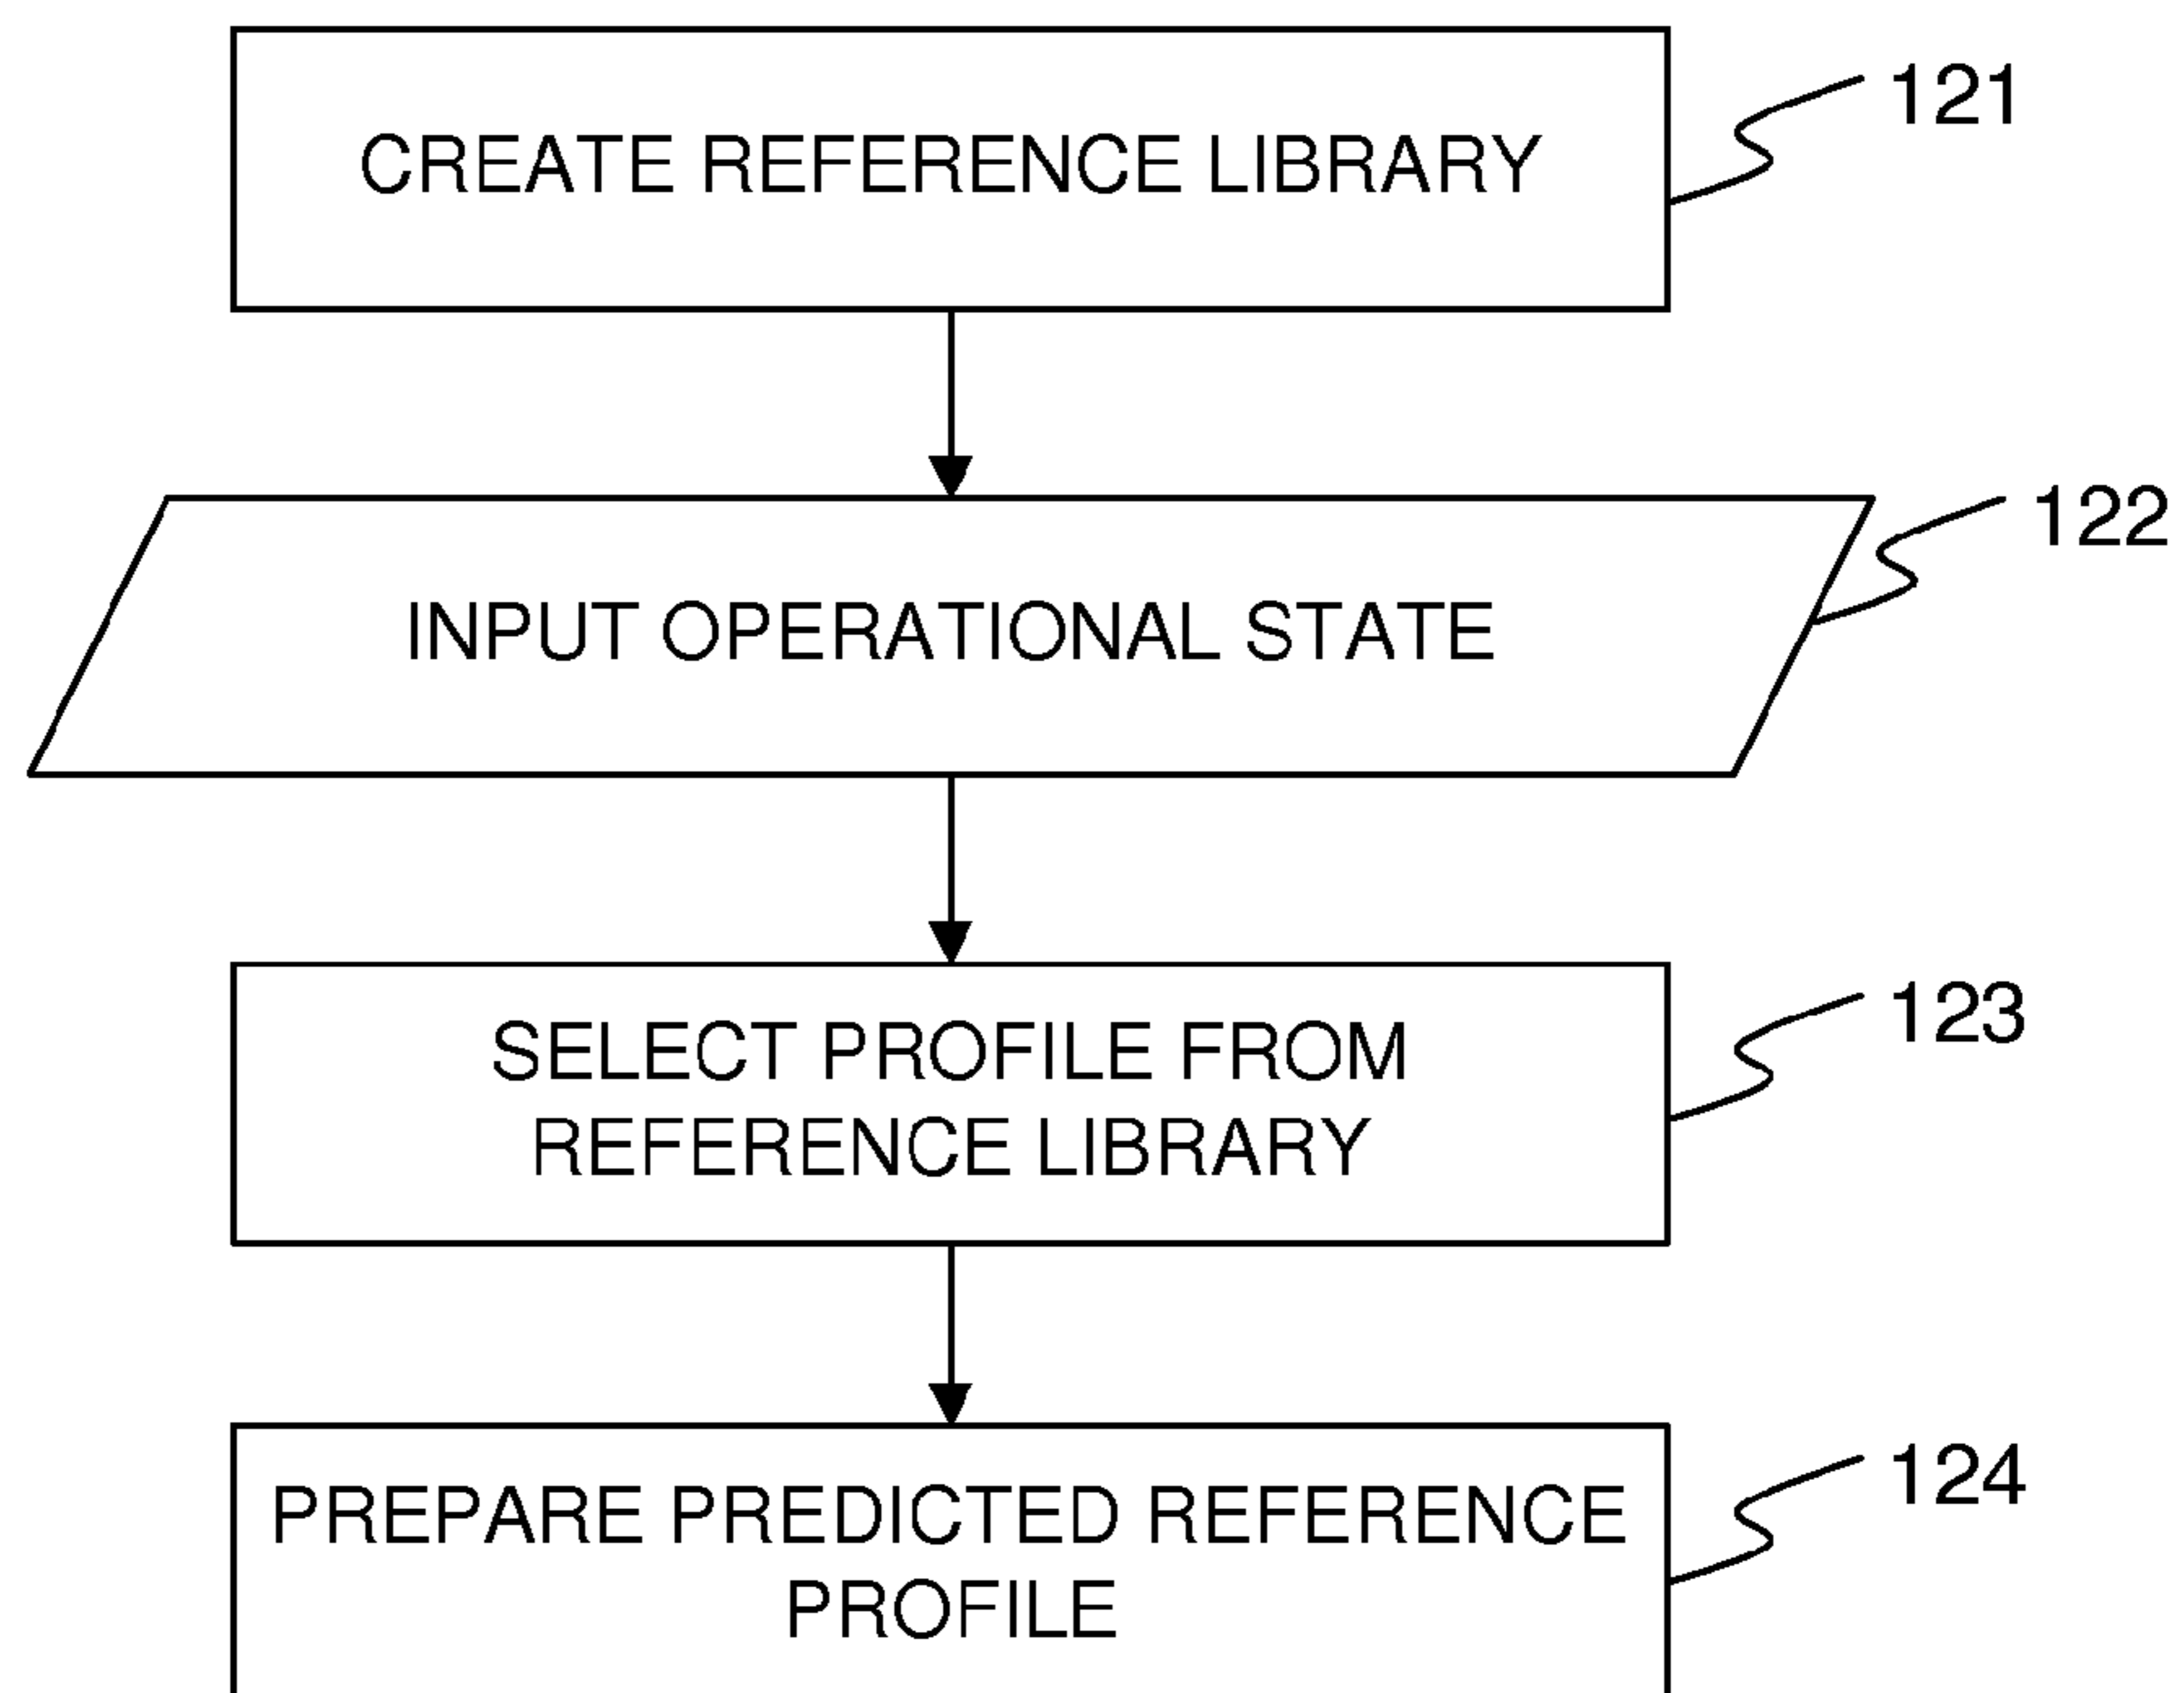 CREATE REFERENCE LIBRARY
121
INPUT OPERATIONAL STATE
122
SELECT PROFILE FROM
REFERENCE LIBRARY
123
PREPARE PREDICTED REFERENCE
PROFILE
124